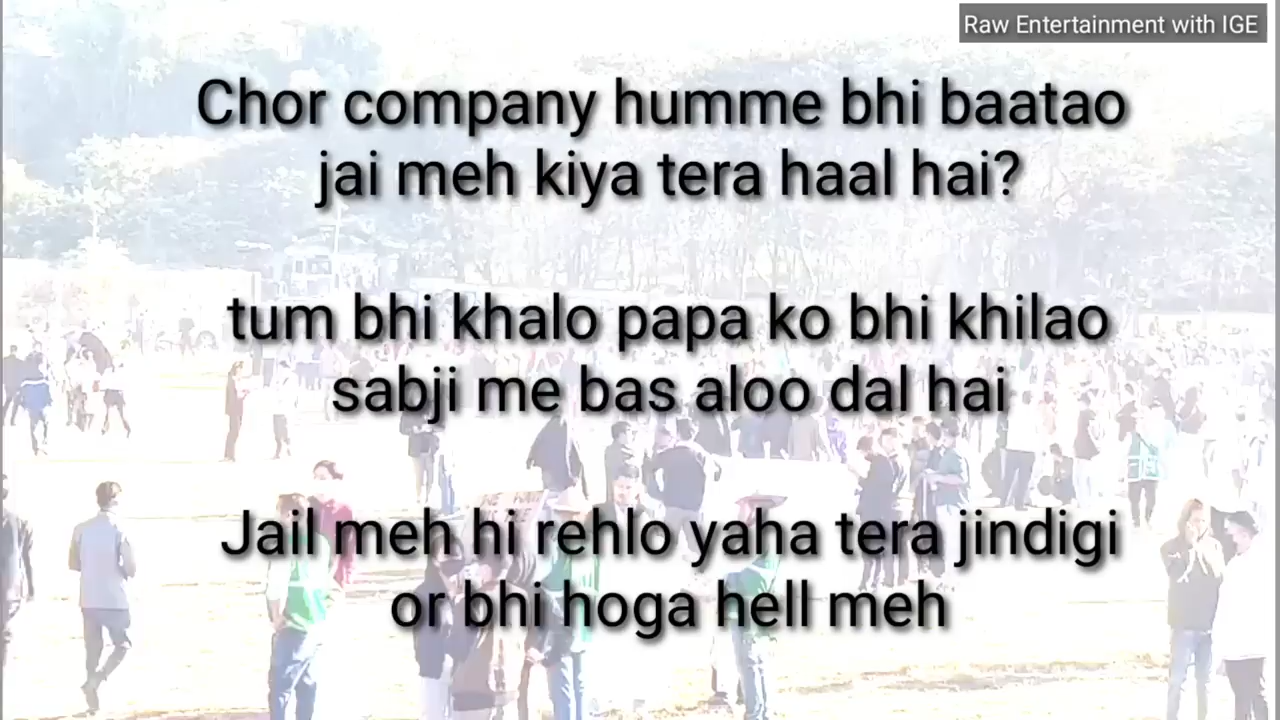 Raw Entertainment with IGE
Chor company humme bhi baatao
jai meh kiya tera haal hai?
tum bhi khalo papa ko bhi khilao
sabji me bas aloo dal hai
Jail meh hi rehlo yaha tera jindigi
or bhi hoga hell meh